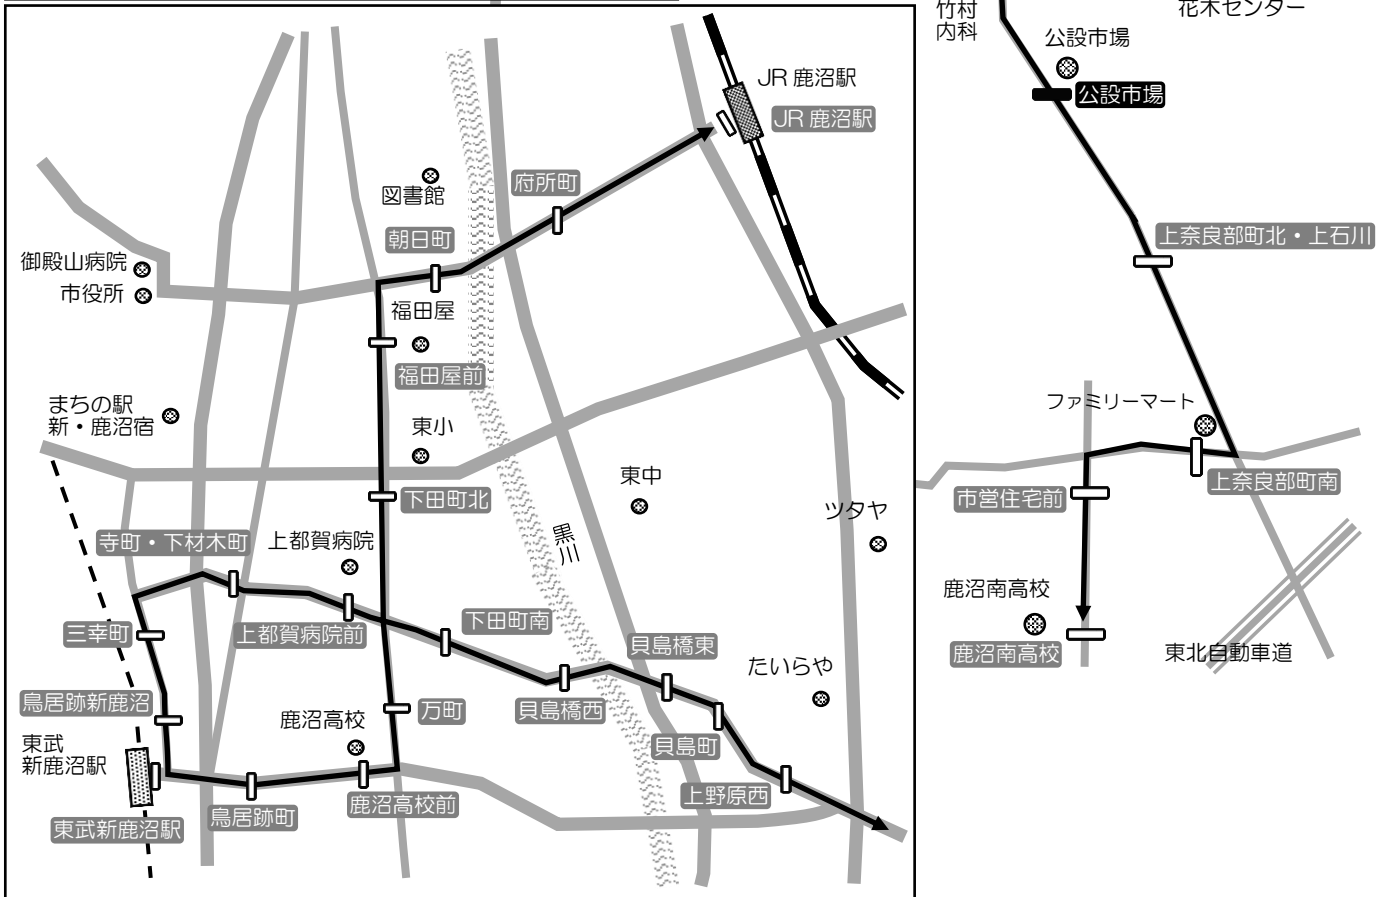 JR 鹿沼駅
JR 鹿沼駅
図書館
府所町
朝日町
御殿山病院
市役所
福田屋
福田屋前
まちの駅
新・鹿沼宿
東小
東中
下田町北
ツタヤ
黒川
寺町・下材木町
上都賀病院
三幸町
上都賀病院前
下田町南
貝島橋東
たいらや
鳥居跡新鹿沼
鹿沼高校
万町
貝島橋西
貝島町
東武
新鹿沼駅
上野原西
鹿沼高校前
鳥居跡町
東武新鹿沼駅
竹村
内科
花木センター
公設市場
公設市場
上奈良部町北・上石川
ファミリーマート
上奈良部町南
市営住宅前
鹿沼南高校
鹿沼南高校
東北自動車道